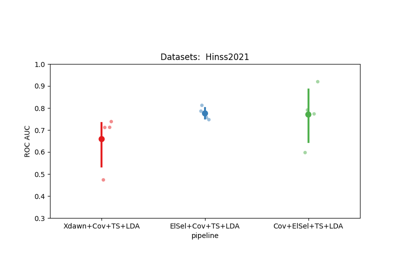 Datasets: Hinss2021
1.0
0.9
0.8
0.7
0.6
0.5
0.4
0.3
ROC AUC
Xdawn+Cov+TS+LDA
ElSel+Cov+TS+LDA
Cov+ElSel+TS+LDA
pipeline